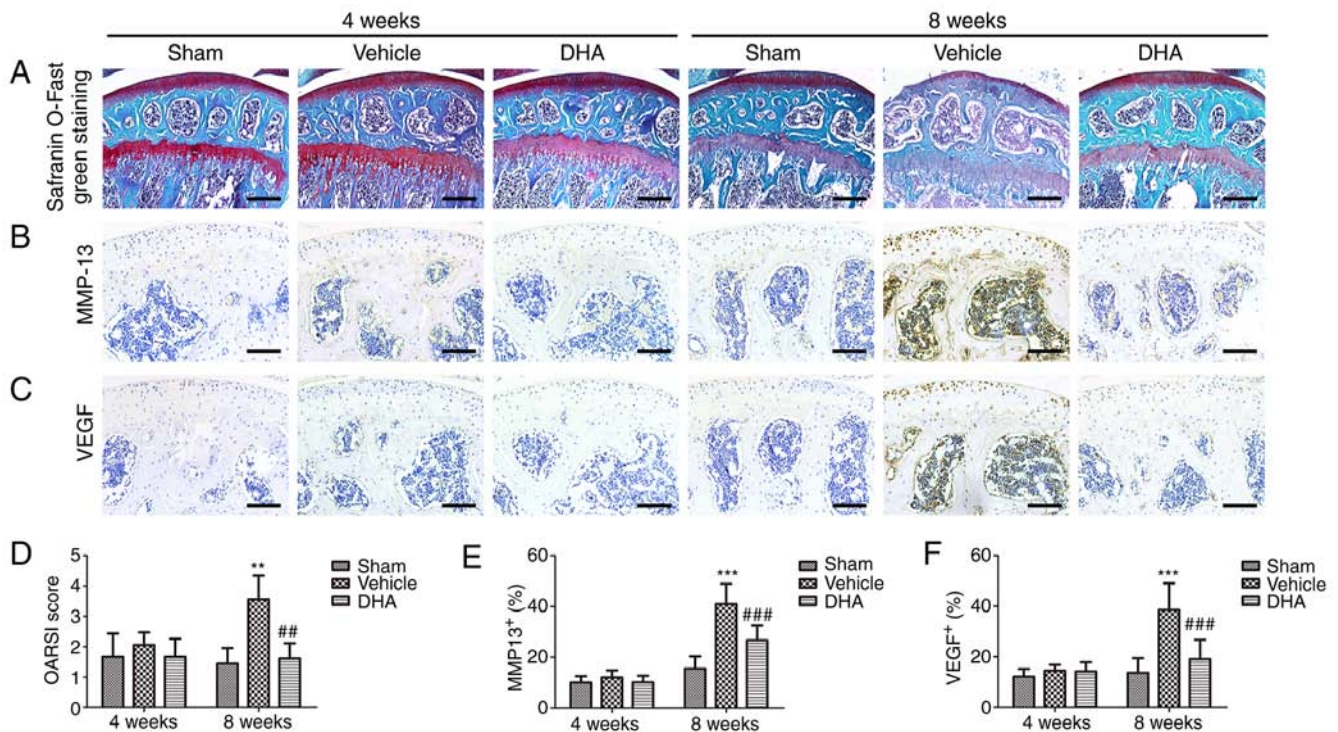 4 weeks 8 weeks
Sham Vehicle DHA Sham Vehicle DHA
A
Safranin O-Fast
green staining
B
MMP-13
C
VEGF
D
OARSI score
5
4
3
2
1
0
**
##
4 weeks 8 weeks
Sham
Vehicle
DHA
E
MMP13⁺ (%)
60
40
20
0
***
###
4 weeks 8 weeks
Sham
Vehicle
DHA
F
VEGF⁺ (%)
60
40
20
0
***
###
4 weeks 8 weeks
Sham
Vehicle
DHA